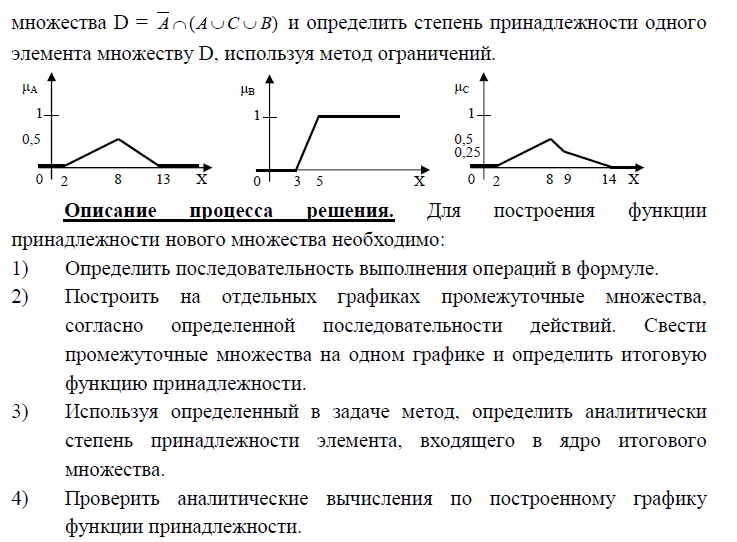 множества D = A̅∩(A∪C∪B) и определить степень принадлежности одного
элемента множеству D, используя метод ограничений.
μA
1
0,5
0 2 8 13 X
μB
1
0 3 5 X
μC
1
0,5
0,25
0 2 8 9 14 X
Описание процесса решения. Для построения функции
принадлежности нового множества необходимо:
1) Определить последовательность выполнения операций в формуле.
2) Построить на отдельных графиках промежуточные множества,
согласно определенной последовательности действий. Свести
промежуточные множества на одном графике и определить итоговую
функцию принадлежности.
3) Используя определенный в задаче метод, определить аналитически
степень принадлежности элемента, входящего в ядро итогового
множества.
4) Проверить аналитические вычисления по построенному графику
функции принадлежности.